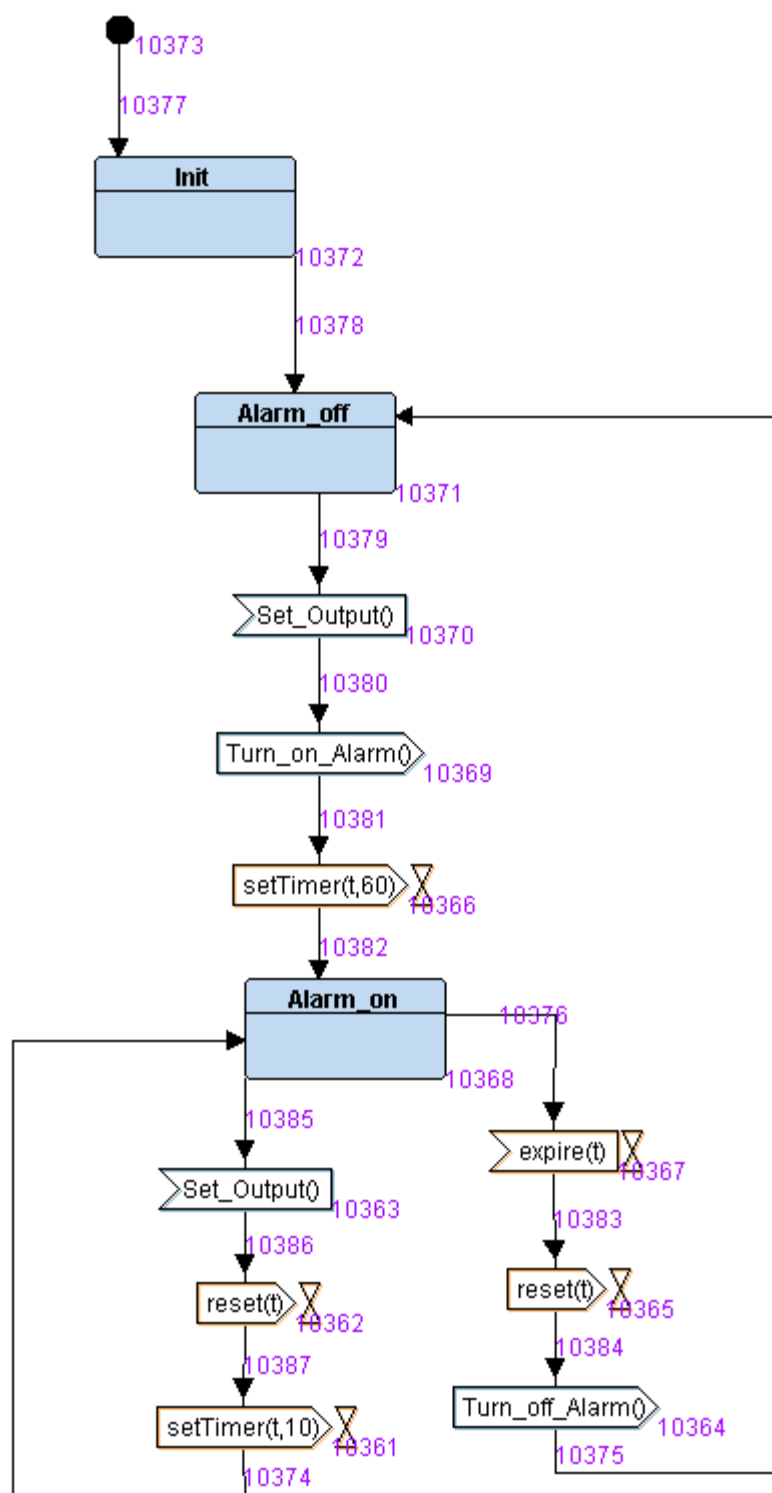 10373
10377
Init
10372
10378
Alarm_off
10371
10379
Set_Output()
10370
10380
Turn_on_Alarm()
10369
10381
setTimer(t,60)
10366
10382
Alarm_on
10376
10368
10385
expire(t)
10367
Set_Output()
10363
10383
10386
reset(t)
10365
reset(t)
10362
10384
10387
Turn_off_Alarm()
10364
setTimer(t,10)
10361
10375
10374